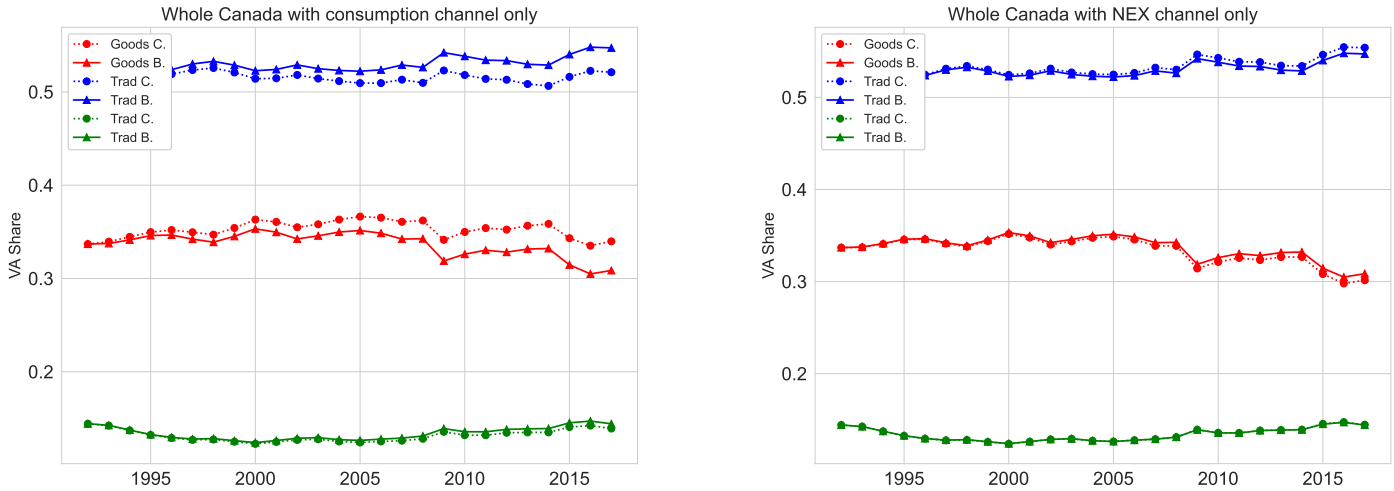 Whole Canada with consumption channel only
Goods C.
Goods B.
Trad C.
Trad B.
Trad C.
Trad B.
VA Share
0.5
0.4
0.3
0.2
1995 2000 2005 2010 2015
Whole Canada with NEX channel only
Goods C.
Goods B.
Trad C.
Trad B.
Trad C.
Trad B.
VA Share
0.5
0.4
0.3
0.2
1995 2000 2005 2010 2015